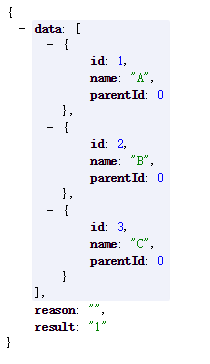 {
- data: [
- {
id: 1,
name: "A",
parentId: 0
},
- {
id: 2,
name: "B",
parentId: 0
},
- {
id: 3,
name: "C",
parentId: 0
}
],
reason: "",
result: "1"
}